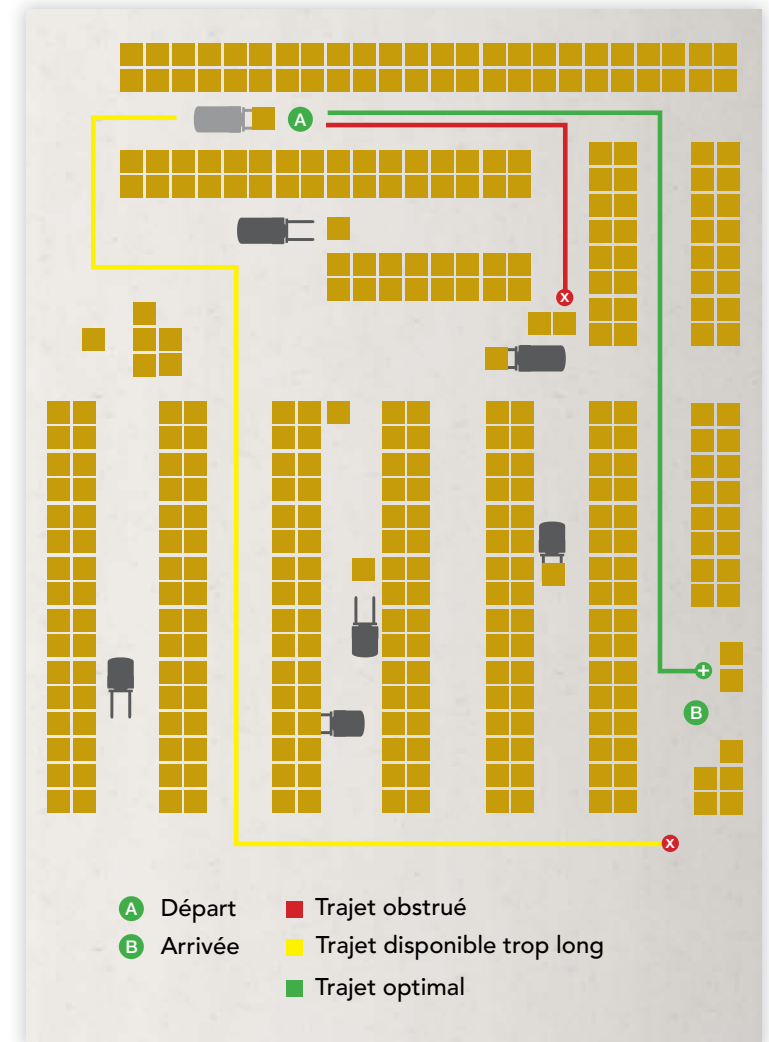 A
x
+
B
x
A Départ
B Arrivée
Trajet obstrué
Trajet disponible trop long
Trajet optimal